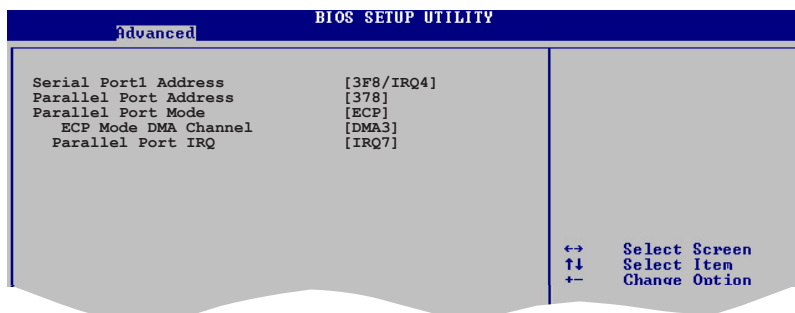 BIOS SETUP UTILITY
Advanced
Serial Port1 Address [3F8/IRQ4]
Parallel Port Address [378]
Parallel Port Mode [ECP]
ECP Mode DMA Channel [DMA3]
Parallel Port IRQ [IRQ7]
←→ Select Screen
↑↓ Select Item
+- Change Option